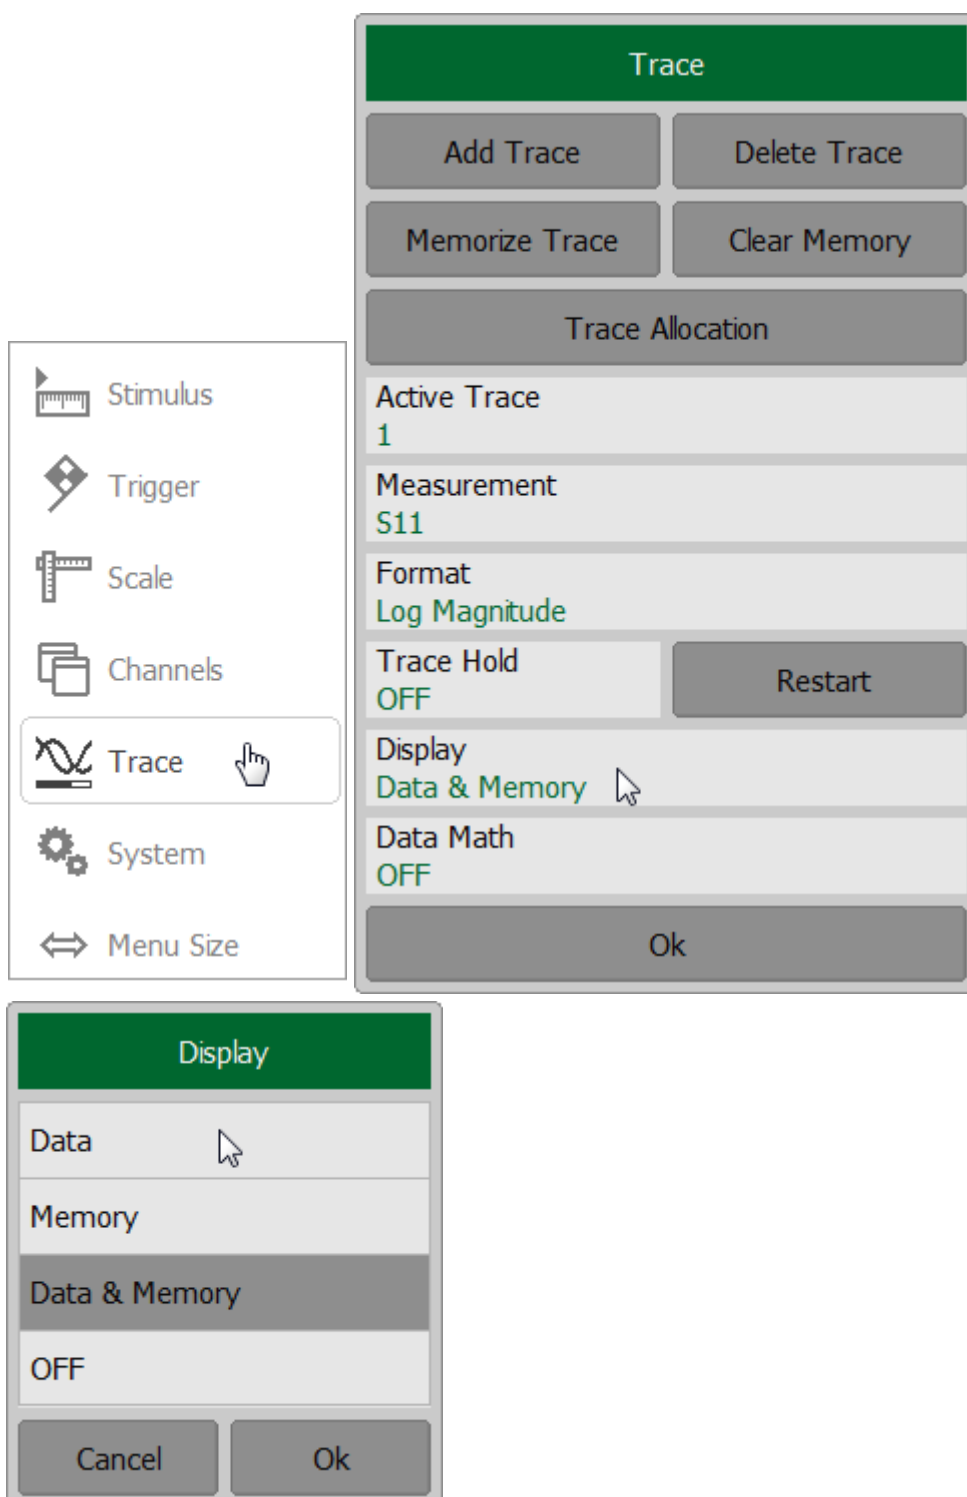 Stimulus
Trigger
Scale
Channels
Trace
System
Menu Size
Trace
Add Trace
Delete Trace
Memorize Trace
Clear Memory
Trace Allocation
Active Trace
1
Measurement
S11
Format
Log Magnitude
Trace Hold
OFF
Restart
Display
Data & Memory
Data Math
OFF
Ok
Display
Data
Memory
Data & Memory
OFF
Cancel
Ok